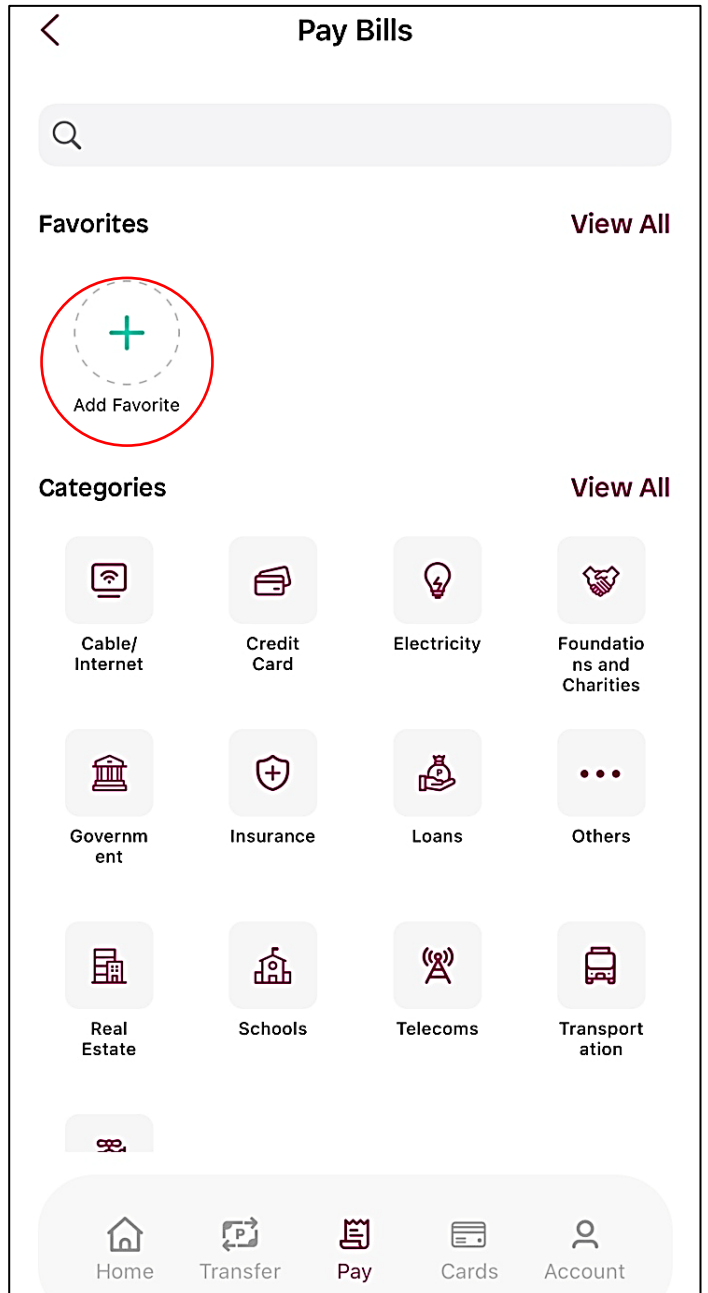 Pay Bills
Favorites
View All
Add Favorite
Categories
View All
Cable/
Internet
Credit
Card
Electricity
Foundatio
ns and
Charities
Governm
ent
Insurance
Loans
Others
Real
Estate
Schools
Telecoms
Transport
ation
Home
Transfer
Pay
Cards
Account